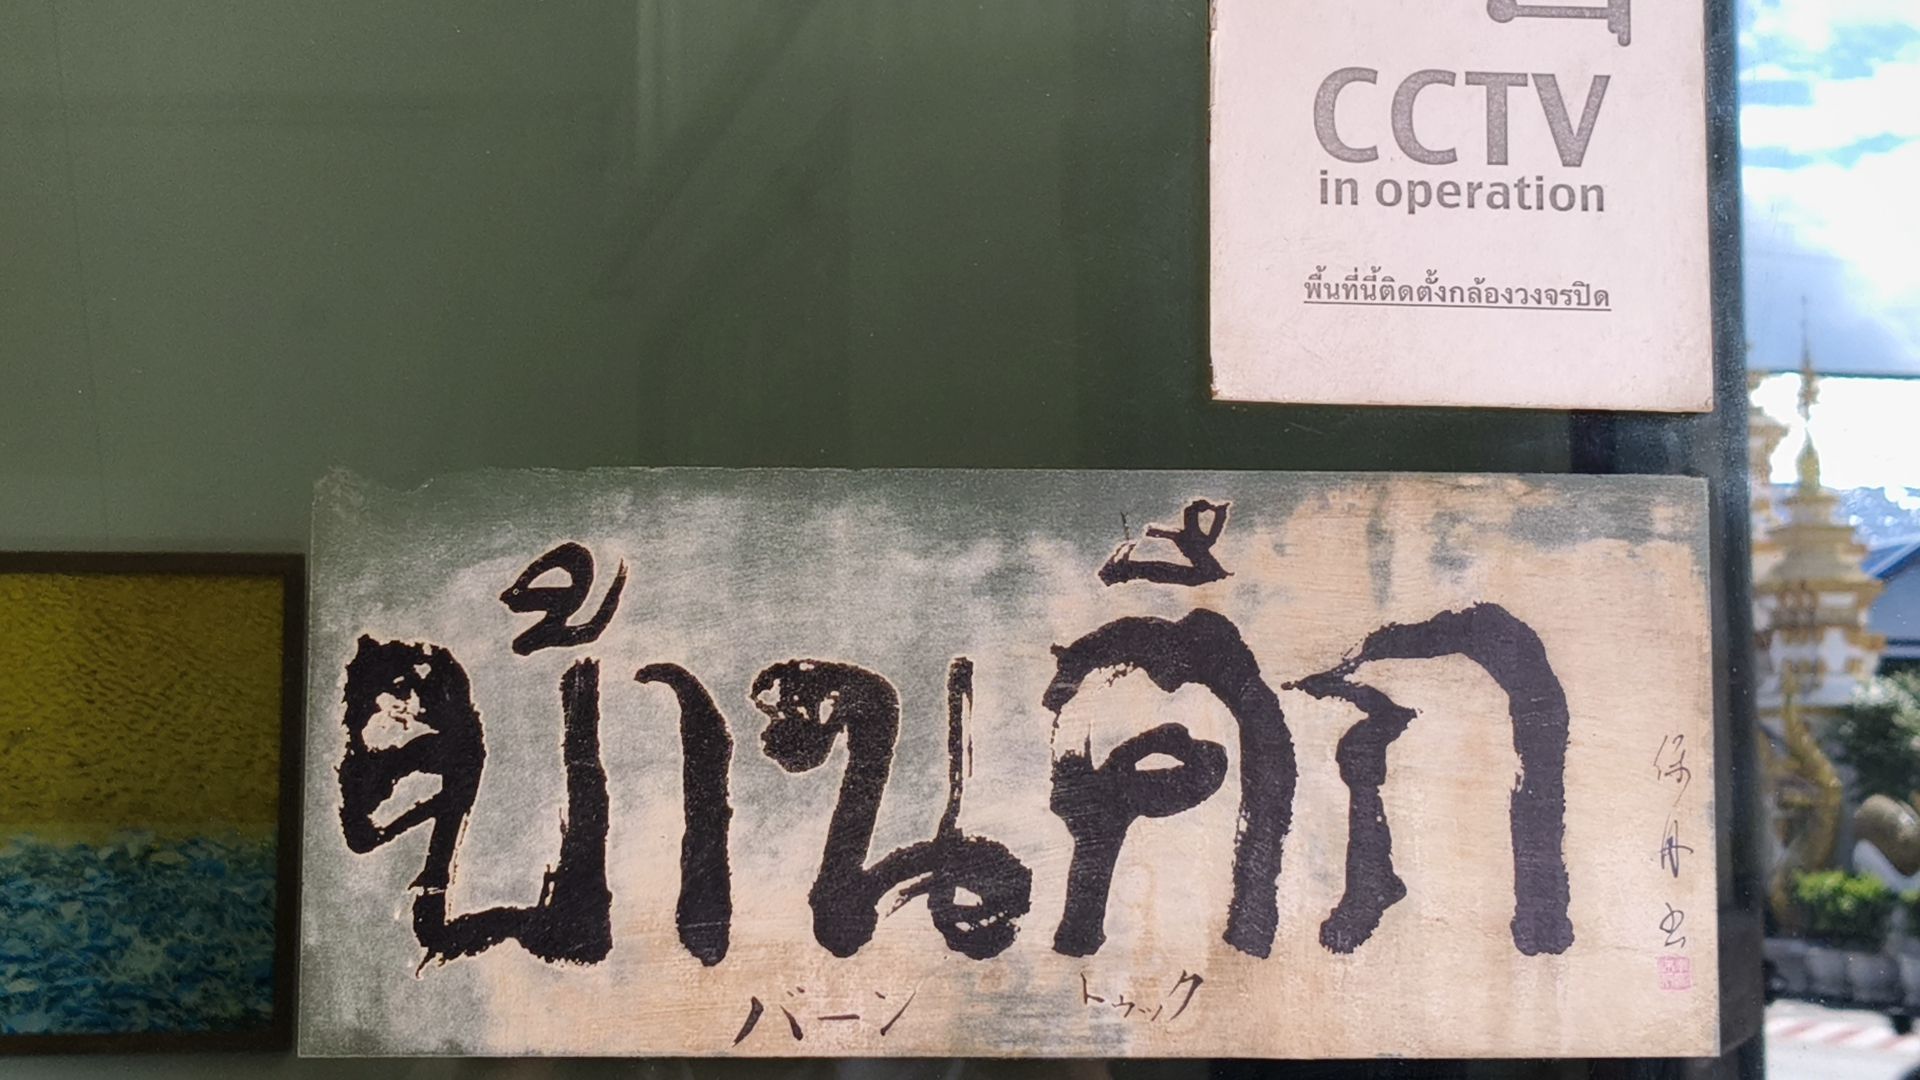 CCTV
in operation
พื้นที่นี้ติดตั้งกล้องวงจรปิด
บ้านตึก
バーン トゥック